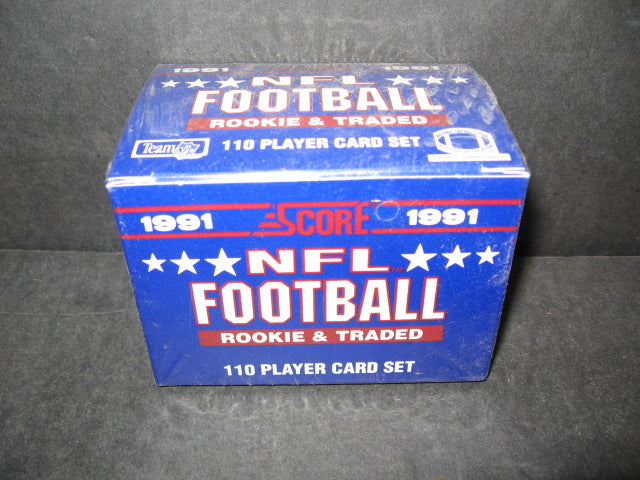 1991 1991
NFL
FOOTBALL
ROOKIE & TRADED
Team NFL 110 PLAYER CARD SET
1991 SCORE 1991
NFL
FOOTBALL
ROOKIE & TRADED
110 PLAYER CARD SET